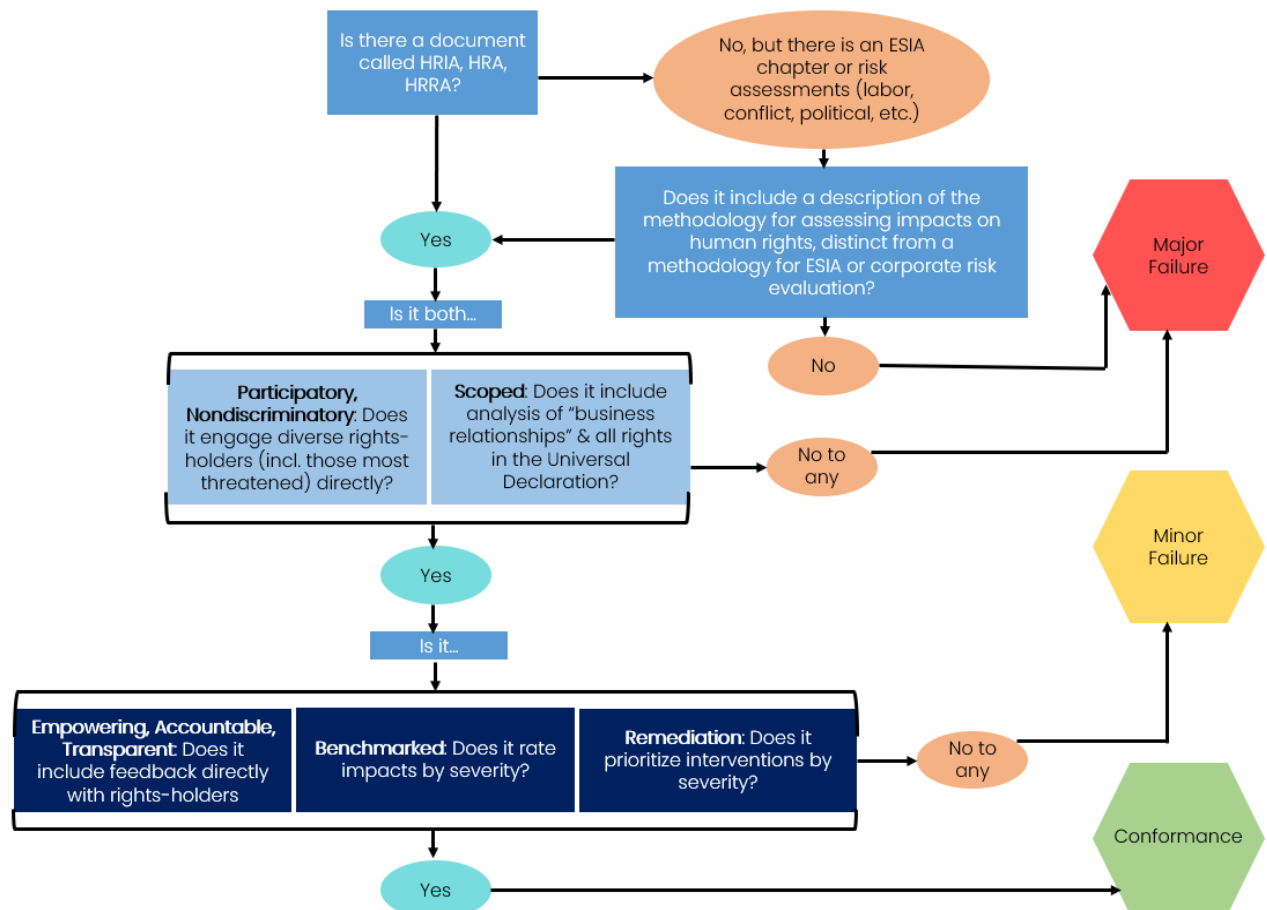 Is there a document
called HRIA, HRA,
HRRA?
No, but there is an ESIA
chapter or risk
assessments (labor,
conflict, political, etc.)
Does it include a description of the
methodology for assessing impacts on
human rights, distinct from a
methodology for ESIA or corporate risk
evaluation?
Major
Failure
Yes
Is it both…
No
Participatory,
Nondiscriminatory: Does
it engage diverse rights-
holders (incl. those most
threatened) directly?
Scoped: Does it include
analysis of “business
relationships” & all rights
in the Universal
Declaration?
No to
any
Minor
Failure
Yes
Is it…
Empowering, Accountable,
Transparent: Does it
include feedback directly
with rights-holders
Benchmarked: Does it rate
impacts by severity?
Remediation: Does it
prioritize interventions by
severity?
No to
any
Conformance
Yes